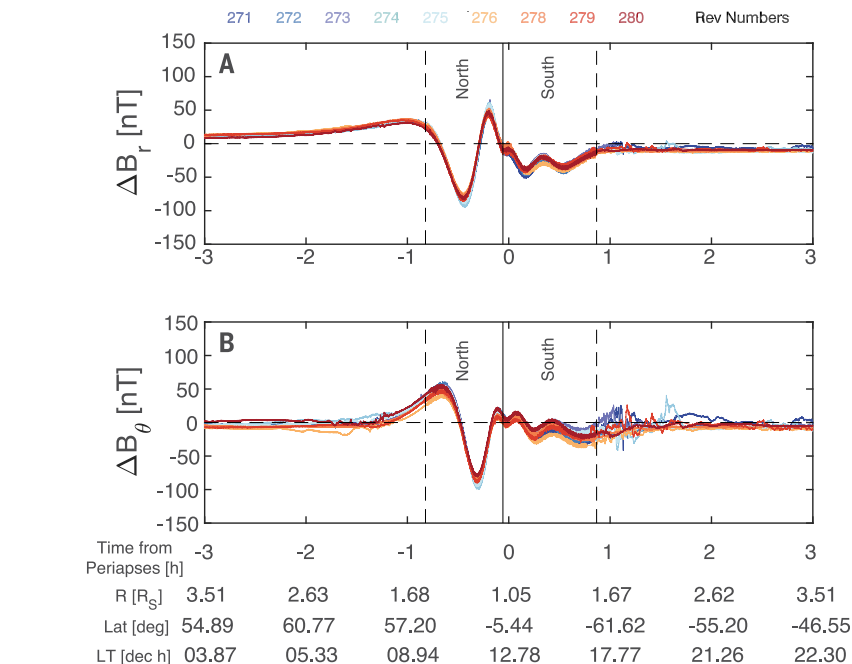 271 272 273 274 275 276 278 279 280 Rev Numbers
150
A
100
50
0
-50
-100
-150
ΔBr [nT]
North
South
-3 -2 -1 0 1 2 3
150
B
100
50
0
-50
-100
-150
ΔBθ [nT]
North
South
Time from
Periapses [h] -3 -2 -1 0 1 2 3
R [RS] 3.51 2.63 1.68 1.05 1.67 2.62 3.51
Lat [deg] 54.89 60.77 57.20 -5.44 -61.62 -55.20 -46.55
LT [dec h] 03.87 05.33 08.94 12.78 17.77 21.26 22.30